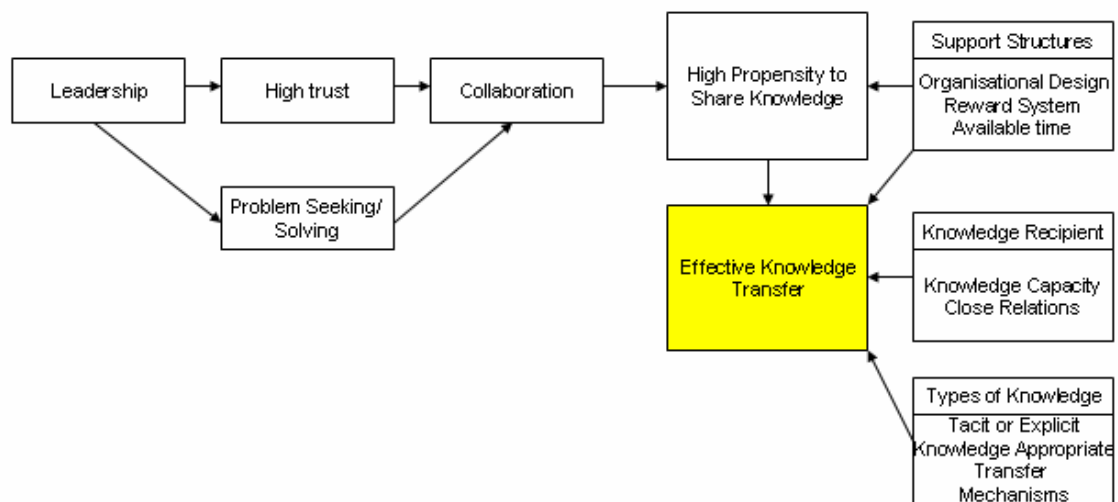 Leadership
High trust
Collaboration
High Propensity to
Share Knowledge
Support Structures
Organisational Design
Reward System
Available time
Problem Seeking/
Solving
Effective Knowledge
Transfer
Knowledge Recipient
Knowledge Capacity
Close Relations
Types of Knowledge
Tacit or Explicit
Knowledge Appropriate
Transfer
Mechanisms